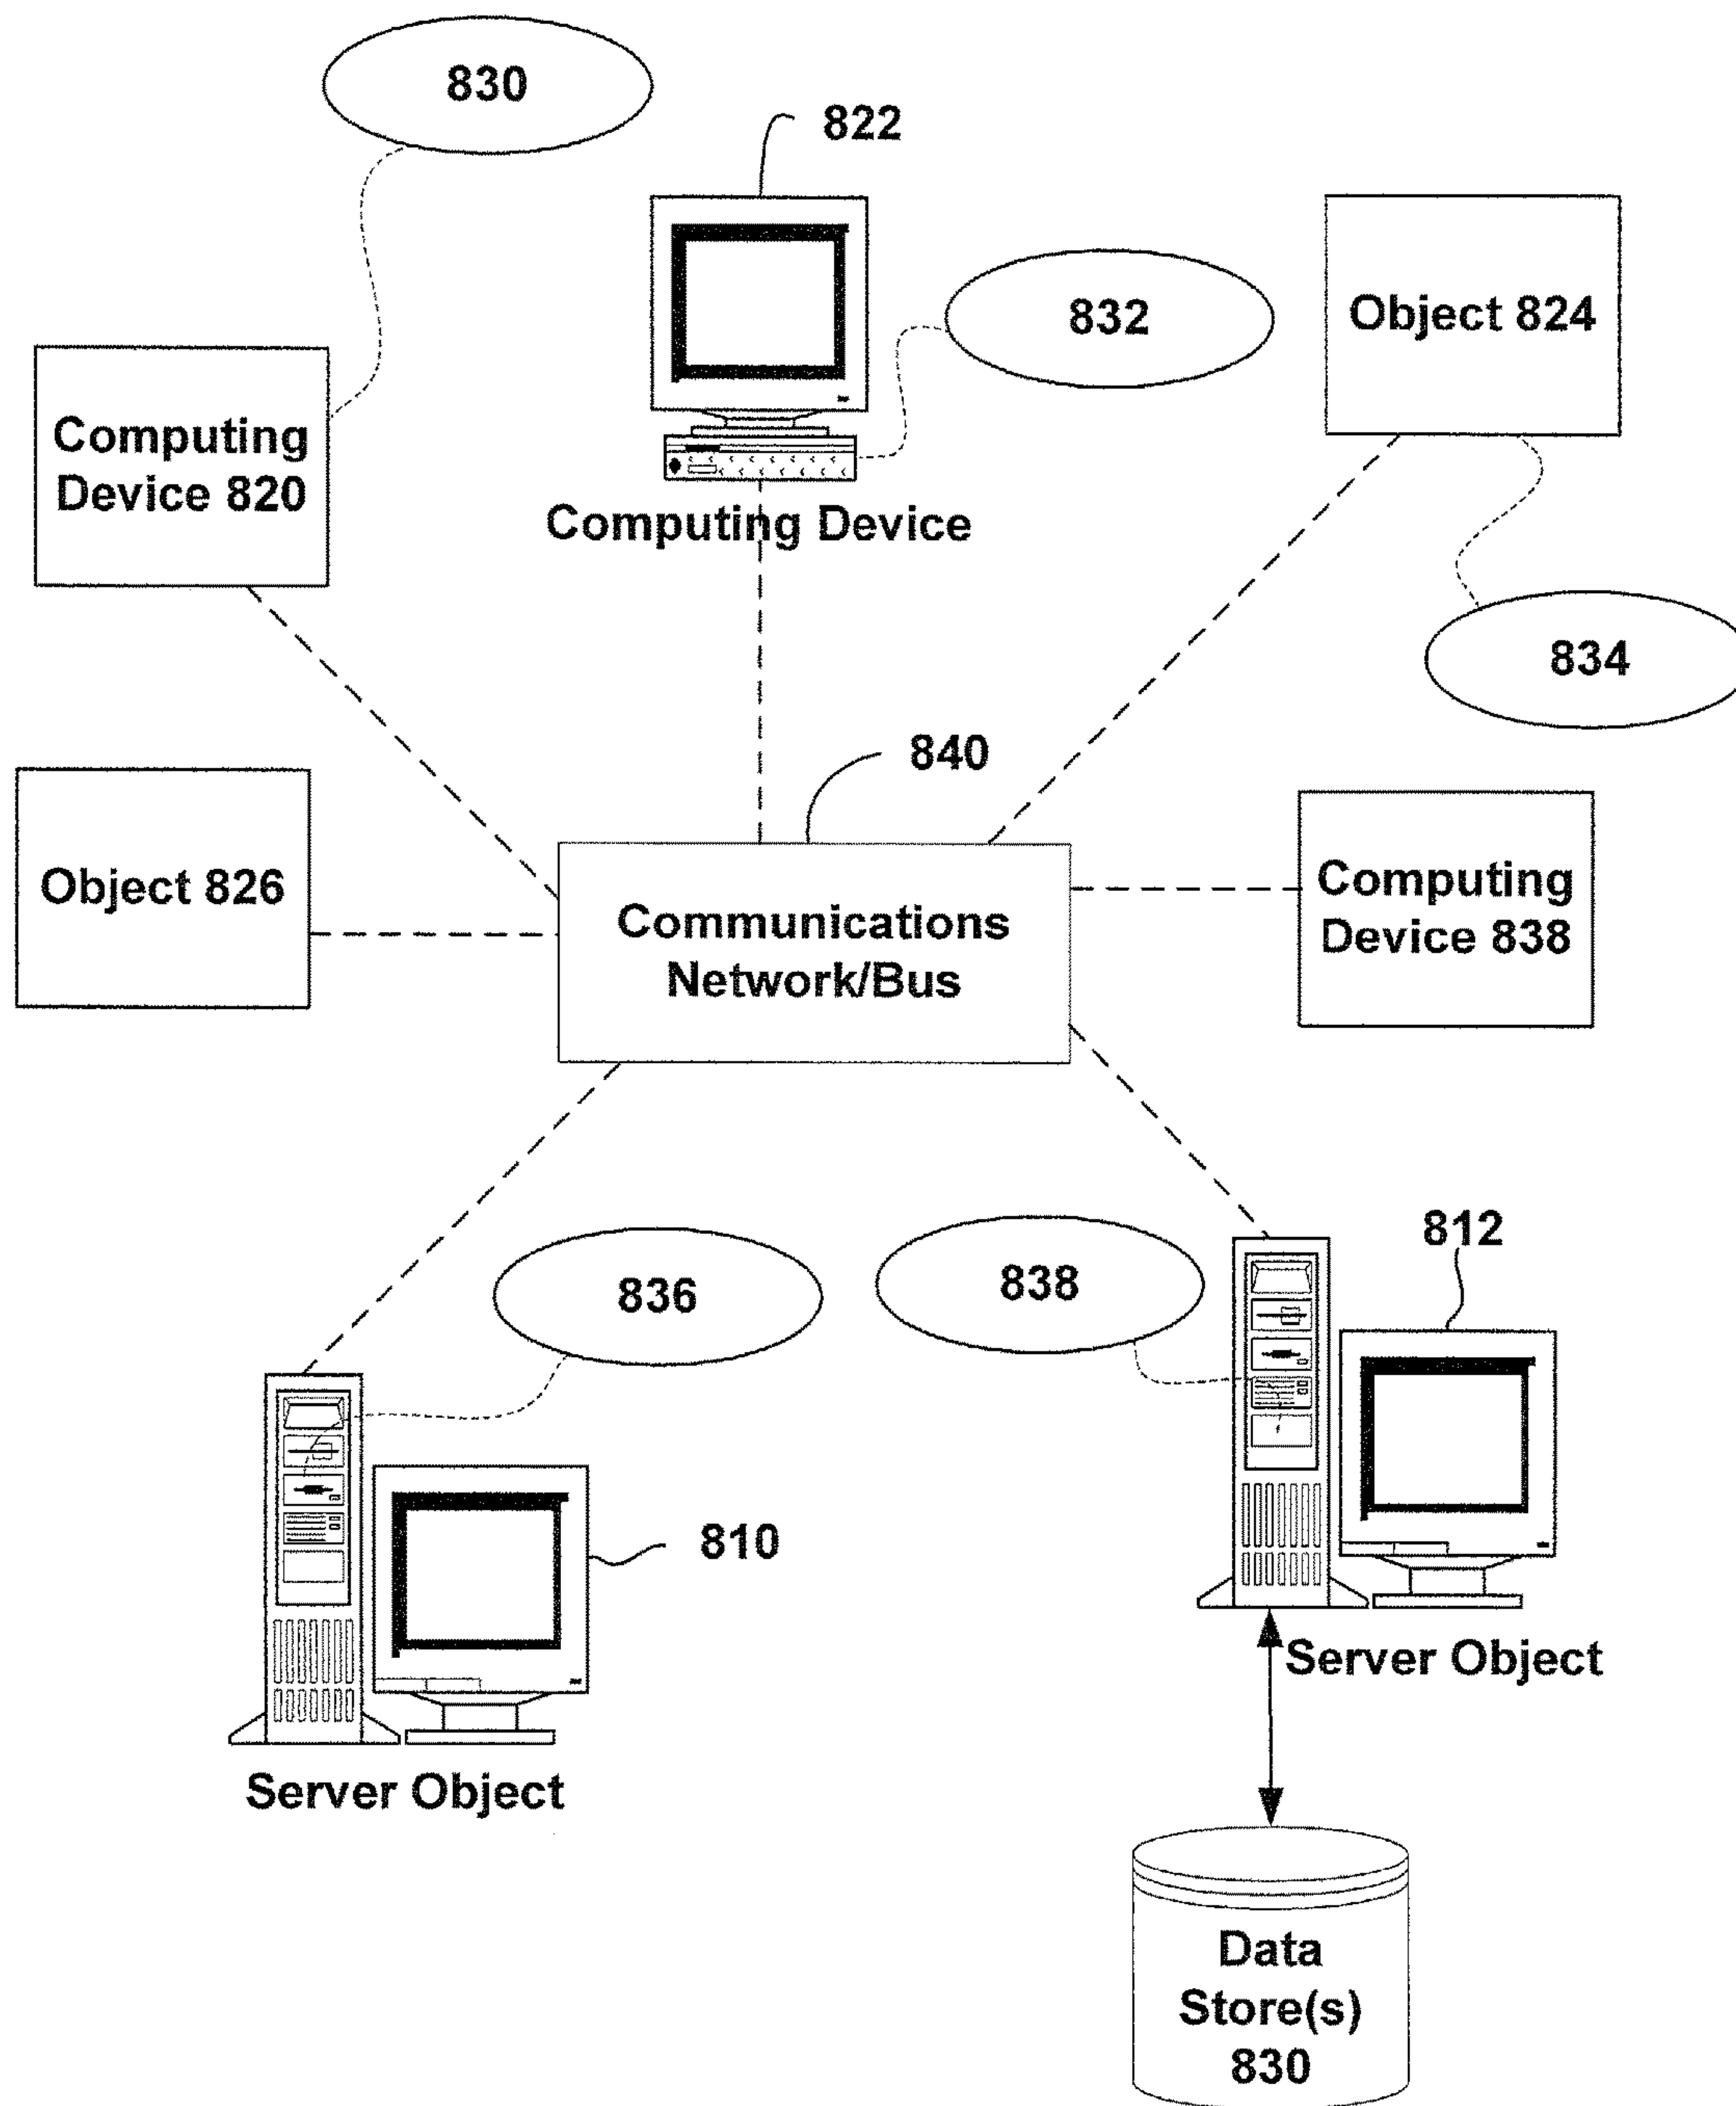 830
822
832
Object 824
Computing
Device 820
Computing Device
834
840
Object 826
Communications
Network/Bus
Computing
Device 838
836
838
812
810
Server Object
Server Object
Data
Store(s)
830